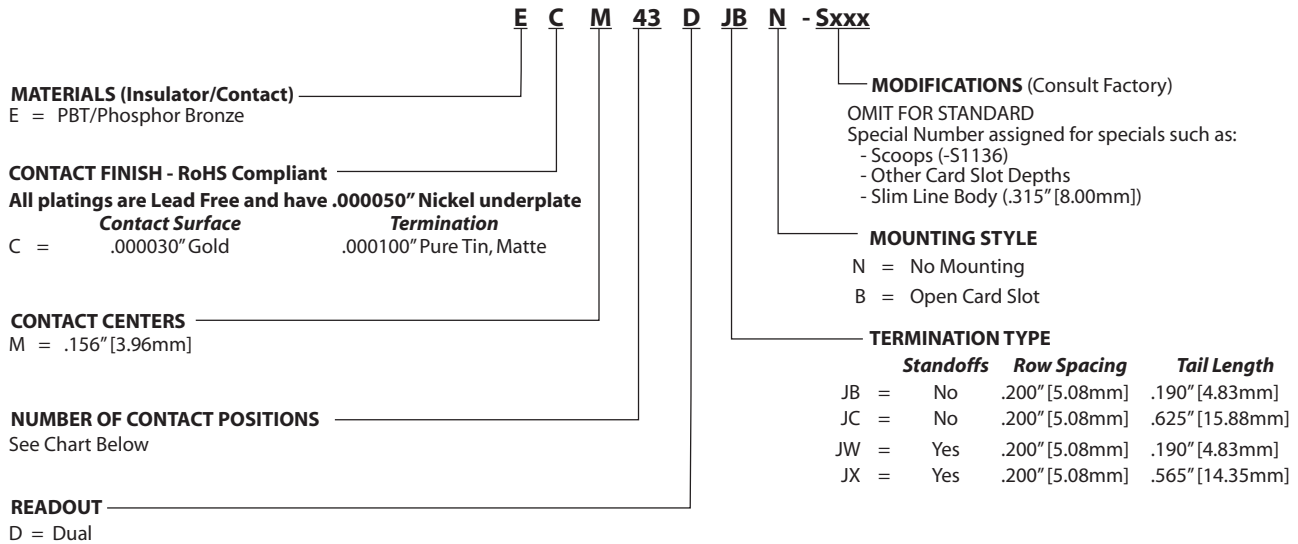 E C M 43 D JB N - Sxxx
MATERIALS (Insulator/Contact)
E = PBT/Phosphor Bronze
CONTACT FINISH - RoHS Compliant
All platings are Lead Free and have .000050” Nickel underplate
Contact Surface Termination
C = .000030” Gold .000100” Pure Tin, Matte
CONTACT CENTERS
M = .156” [3.96mm]
NUMBER OF CONTACT POSITIONS
See Chart Below
READOUT
D = Dual
MODIFICATIONS (Consult Factory)
OMIT FOR STANDARD
Special Number assigned for specials such as:
- Scoops (-S1136)
- Other Card Slot Depths
- Slim Line Body (.315” [8.00mm])
MOUNTING STYLE
N = No Mounting
B = Open Card Slot
TERMINATION TYPE
Standoffs Row Spacing Tail Length
JB = No .200” [5.08mm] .190” [4.83mm]
JC = No .200” [5.08mm] .625” [15.88mm]
JW = Yes .200” [5.08mm] .190” [4.83mm]
JX = Yes .200” [5.08mm] .565” [14.35mm]